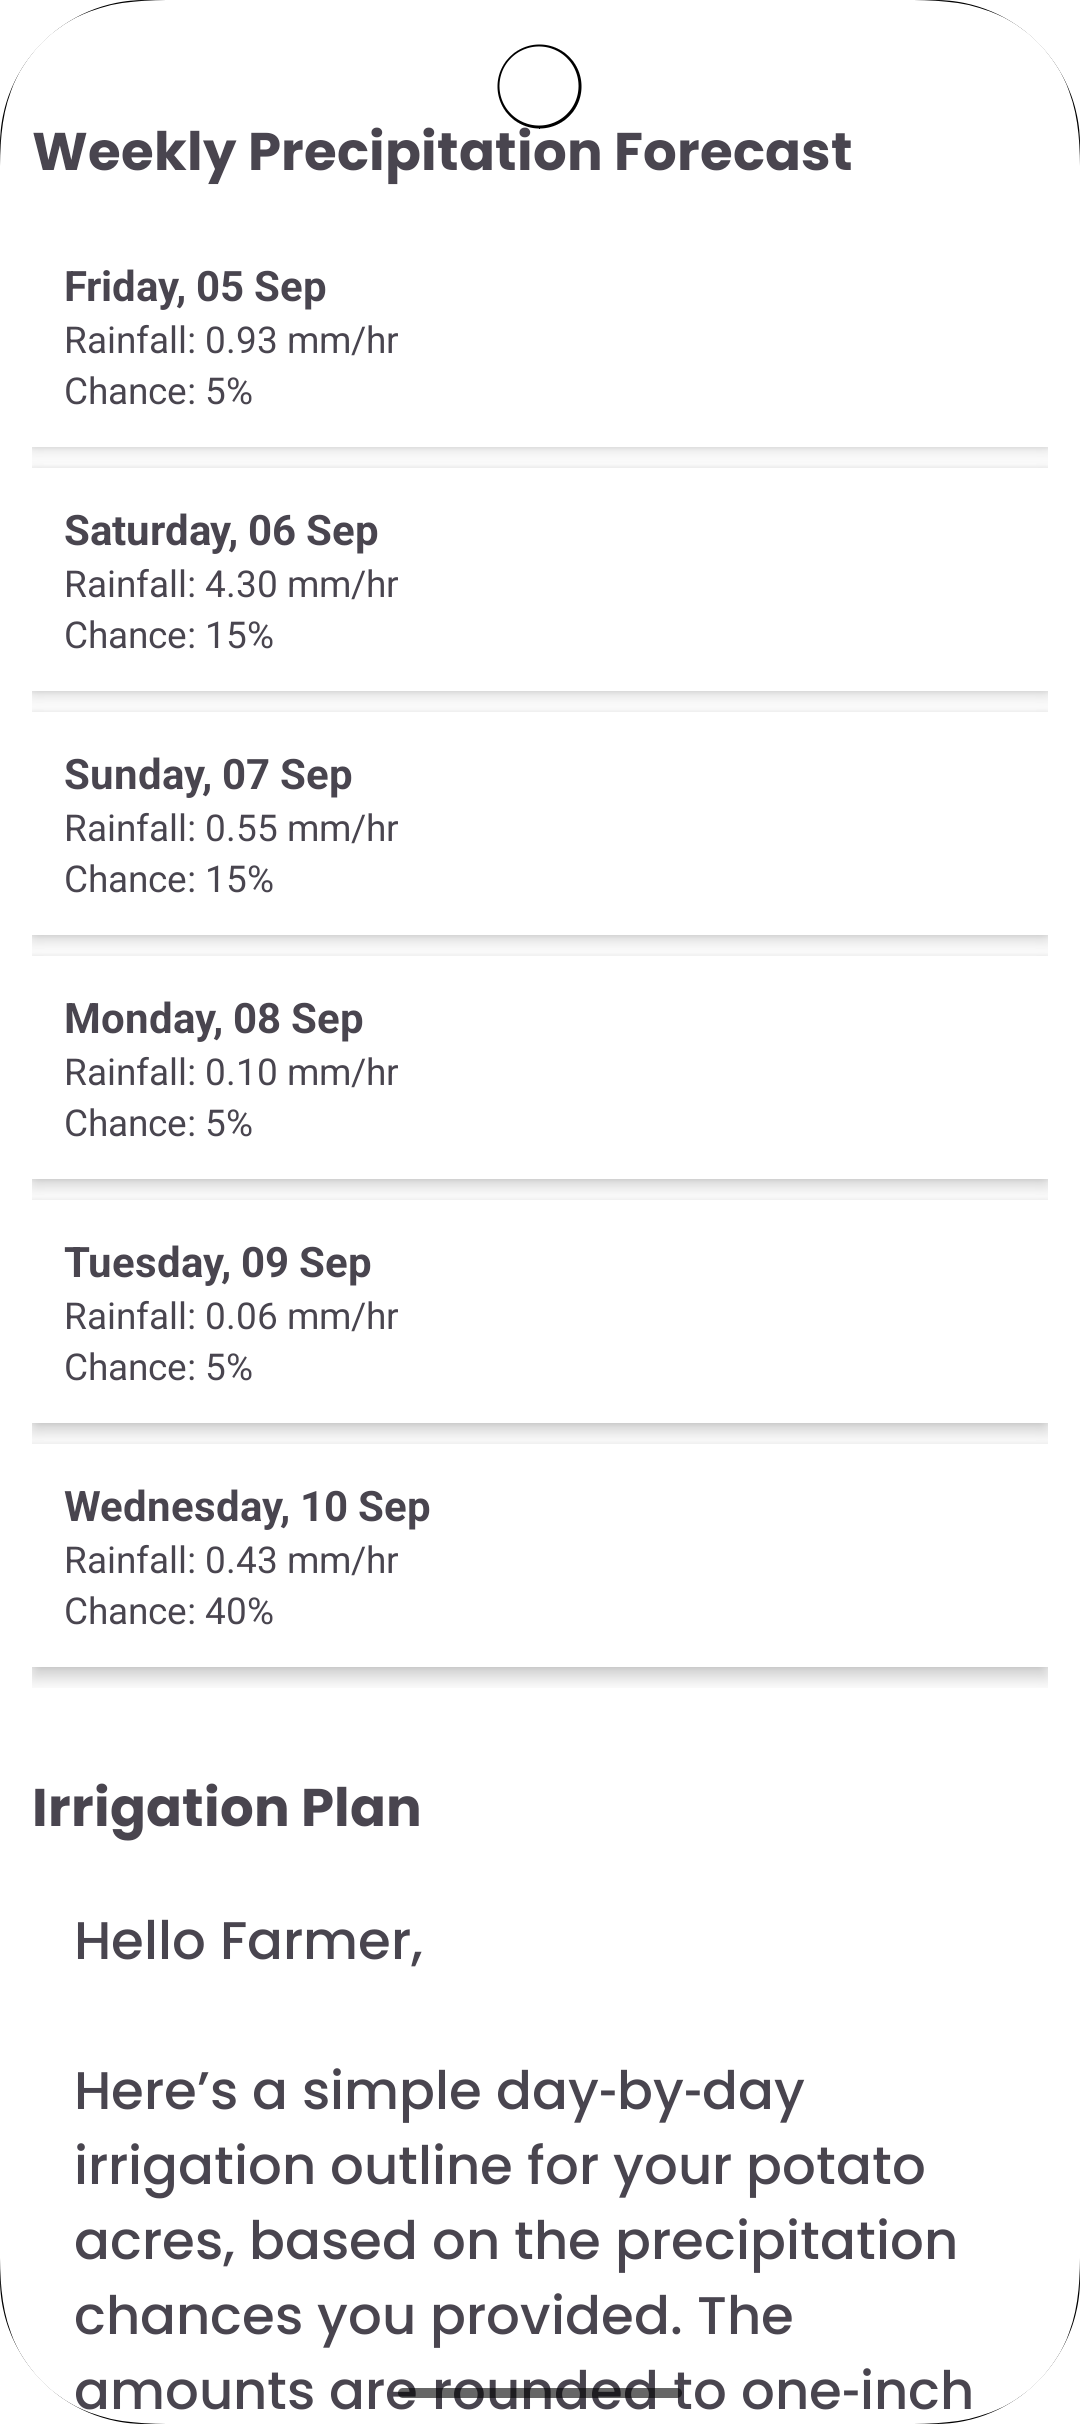 Weekly Precipitation Forecast
Friday, 05 Sep
Rainfall: 0.93 mm/hr
Chance: 5%
Saturday, 06 Sep
Rainfall: 4.30 mm/hr
Chance: 15%
Sunday, 07 Sep
Rainfall: 0.55 mm/hr
Chance: 15%
Monday, 08 Sep
Rainfall: 0.10 mm/hr
Chance: 5%
Tuesday, 09 Sep
Rainfall: 0.06 mm/hr
Chance: 5%
Wednesday, 10 Sep
Rainfall: 0.43 mm/hr
Chance: 40%
Irrigation Plan
Hello Farmer,
Here’s a simple day-by-day
irrigation outline for your potato
acres, based on the precipitation
chances you provided. The
amounts are rounded to one-inch